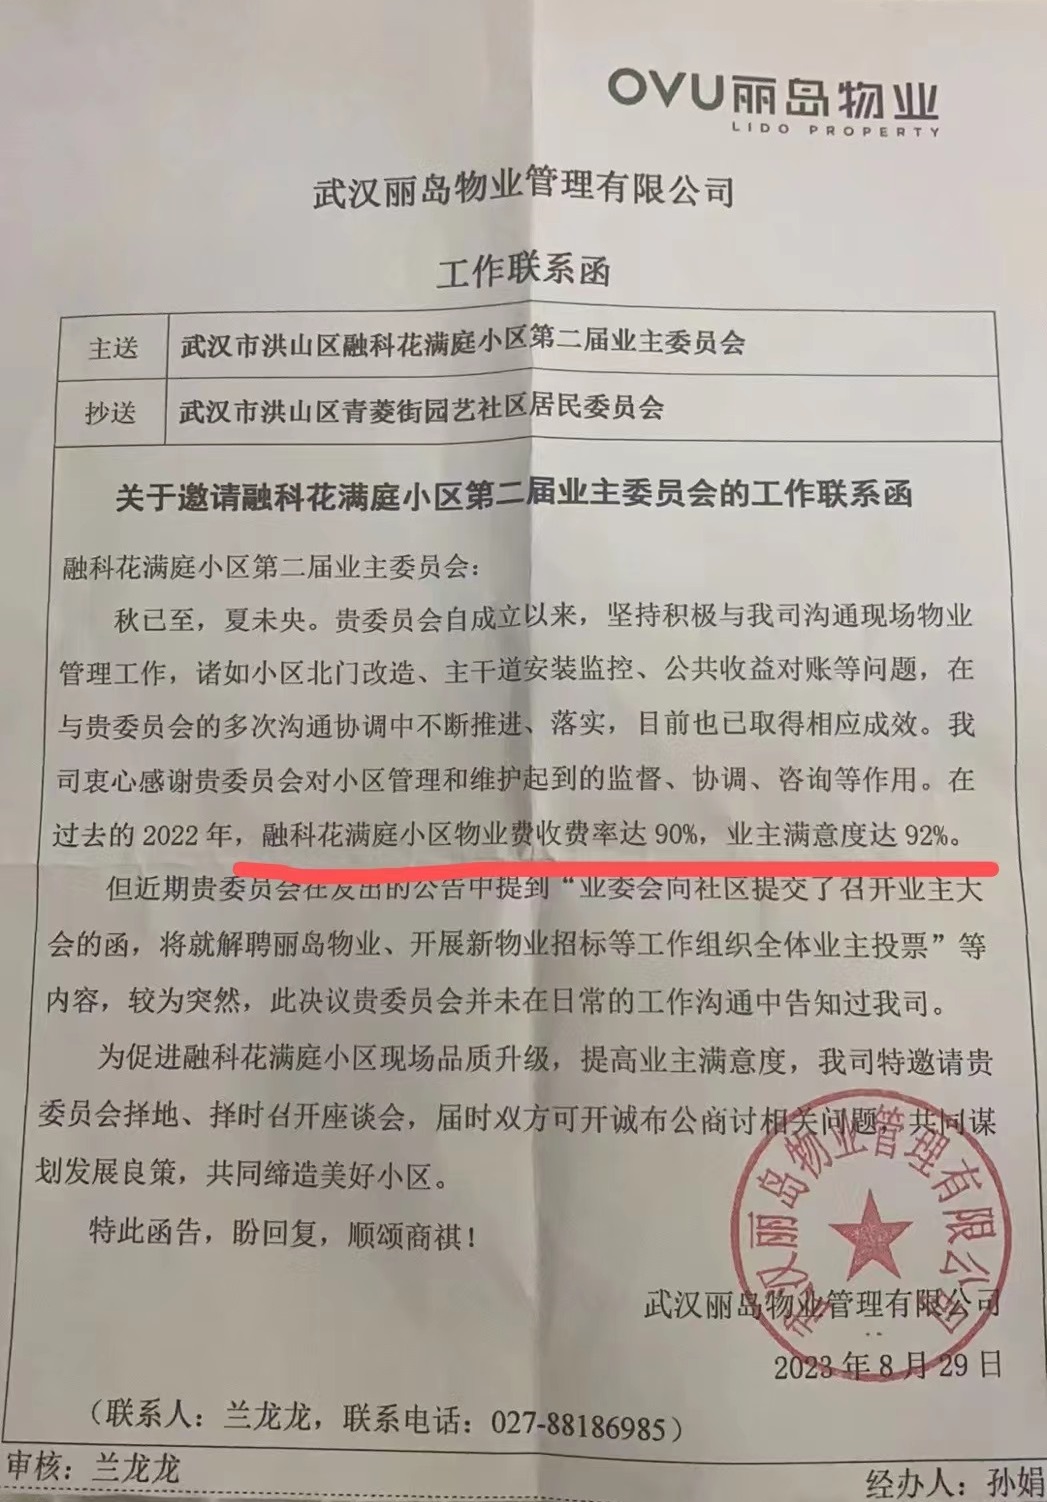 OVU丽岛物业
LIDO PROPERTY
武汉丽岛物业管理有限公司
工作联系函
主送 武汉市洪山区融科花满庭小区第二届业主委员会
抄送 武汉市洪山区青菱街园艺社区居民委员会
关于邀请融科花满庭小区第二届业主委员会的工作联系函
融科花满庭小区第二届业主委员会：
秋已至，夏未央。贵委员会自成立以来，坚持积极与我司沟通现场物业
管理工作，诸如小区北门改造、主干道安装监控、公共收益对账等问题，在
与贵委员会的多次沟通协调中不断推进、落实，目前也已取得相应成效。我
司衷心感谢贵委员会对小区管理和维护起到的监督、协调、咨询等作用。在
过去的 2022 年，融科花满庭小区物业费收费率达 90%，业主满意度达 92%。
但近期贵委员会在发出的公告中提到“业委会向社区提交了召开业主大
会的函，将就解聘丽岛物业、开展新物业招标等工作组织全体业主投票”等
内容，较为突然，此决议贵委员会并未在日常的工作沟通中告知过我司。
为促进融科花满庭小区现场品质升级，提高业主满意度，我司特邀请贵
委员会择地、择时召开座谈会，届时双方可开诚布公商讨相关问题，共同谋
划发展良策，共同缔造美好小区。
特此函告，盼回复，顺颂商祺！
武汉丽岛物业管理有限公司
武汉丽岛物业管理有限公司
2023 年 8 月 29 日
（联系人：兰龙龙，联系电话：027-88186985）
审核：兰龙龙 经办人：孙娟